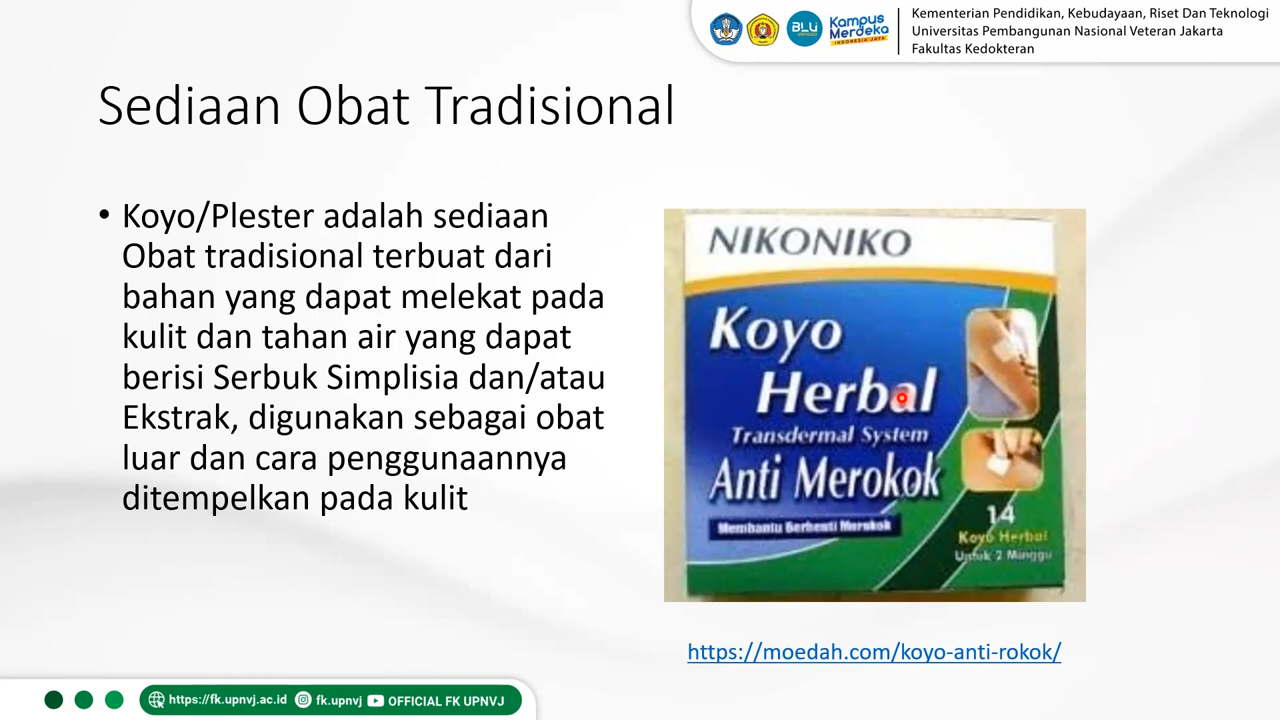 BLU
Kampus
Merdeka
INDONESIA JAYA
Kementerian Pendidikan, Kebudayaan, Riset Dan Teknologi
Universitas Pembangunan Nasional Veteran Jakarta
Fakultas Kedokteran
Sediaan Obat Tradisional
• Koyo/Plester adalah sediaan
Obat tradisional terbuat dari
bahan yang dapat melekat pada
kulit dan tahan air yang dapat
berisi Serbuk Simplisia dan/atau
Ekstrak, digunakan sebagai obat
luar dan cara penggunaannya
ditempelkan pada kulit
NIKONIKO
Koyo
Herbal
Transdermal System
Anti Merokok
Membantu Berhenti Merokok
14
Koyo Herbal
Untuk 2 Minggu
https://moedah.com/koyo-anti-rokok/
https://fk.upnvj.ac.id fk.upnvj OFFICIAL FK UPNVJ